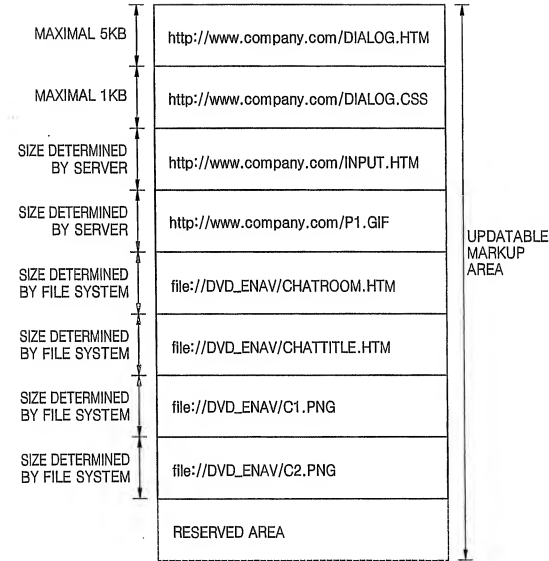 MAXIMAL 5KB
http://www.company.com/DIALOG.HTM
MAXIMAL 1KB
http://www.company.com/DIALOG.CSS
SIZE DETERMINED
BY SERVER
http://www.company.com/INPUT.HTM
SIZE DETERMINED
BY SERVER
http://www.company.com/P1.GIF
UPDATABLE
MARKUP
AREA
SIZE DETERMINED
BY FILE SYSTEM
file://DVD_ENAV/CHATROOM.HTM
SIZE DETERMINED
BY FILE SYSTEM
file://DVD_ENAV/CHATTITLE.HTM
SIZE DETERMINED
BY FILE SYSTEM
file://DVD_ENAV/C1.PNG
SIZE DETERMINED
BY FILE SYSTEM
file://DVD_ENAV/C2.PNG
RESERVED AREA